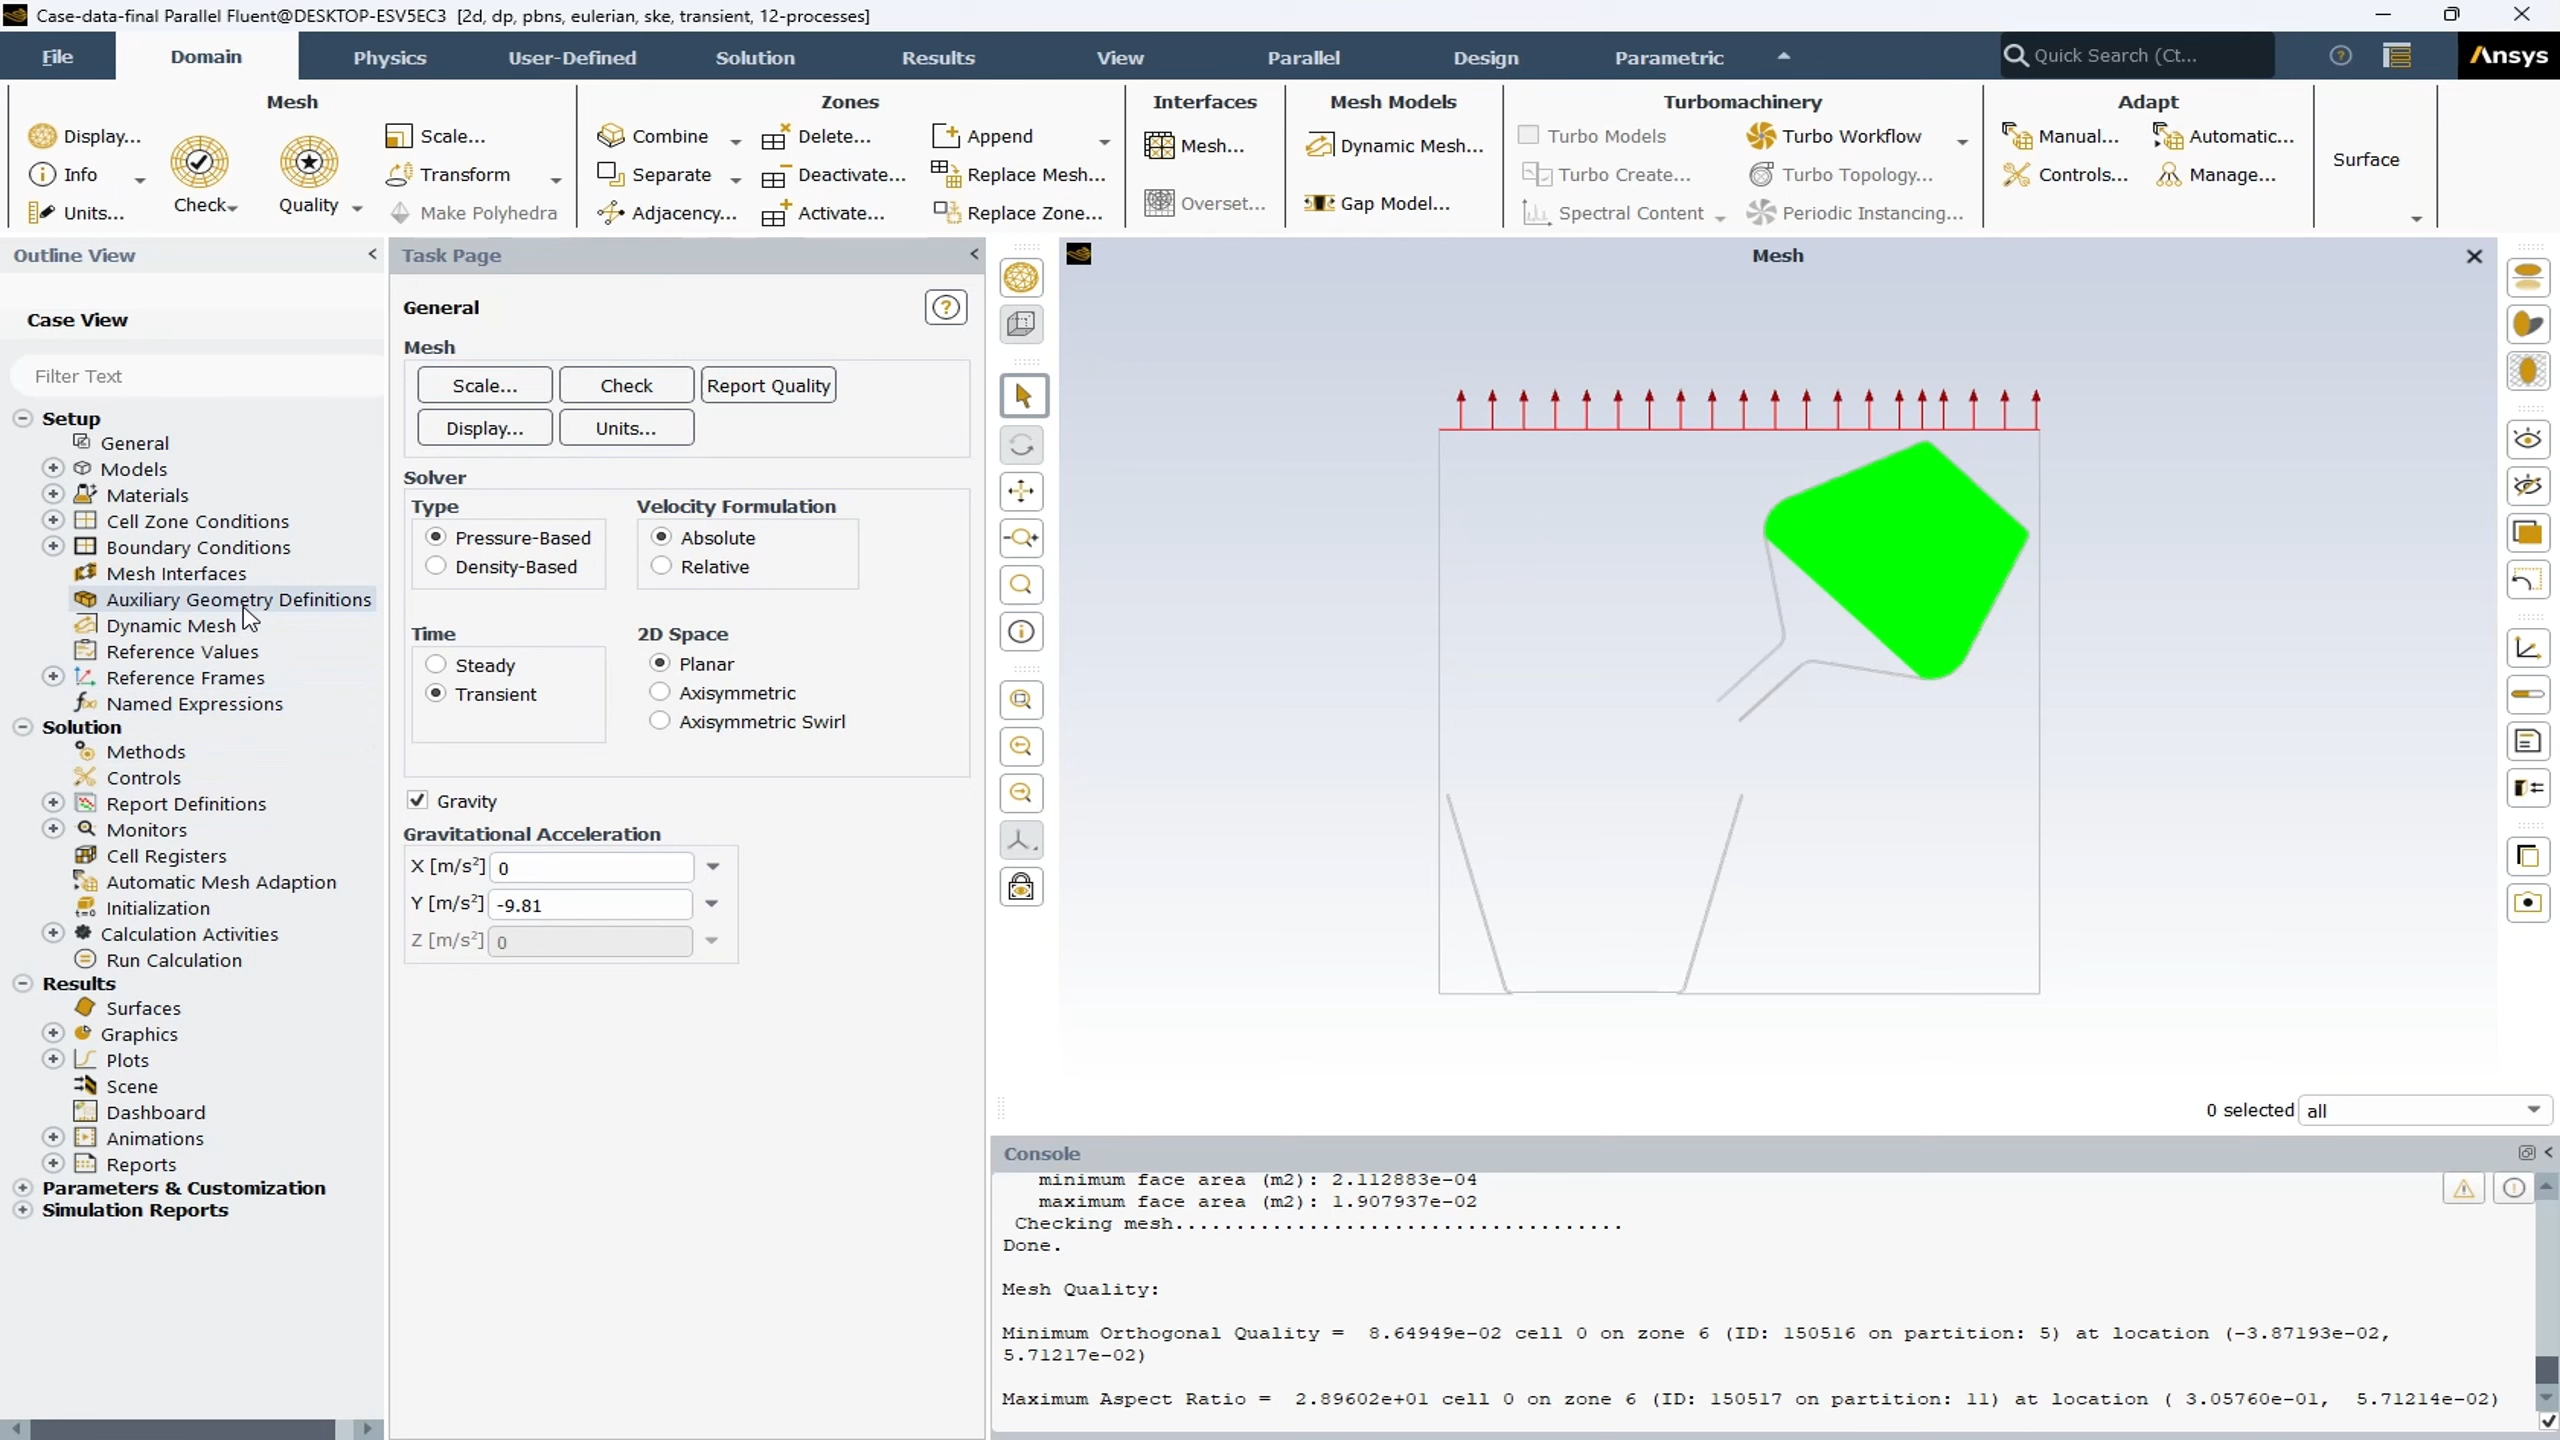 Case-data-final Parallel Fluent@DESKTOP-ESV5EC3 [2d, dp, pbns, eulerian, ske, transient, 12-processes]
File Domain Physics User-Defined Solution Results View Parallel Design Parametric Quick Search (Ct... Ansys
Mesh Zones Interfaces Mesh Models Turbomachinery Adapt
Display... Scale... Combine Delete... Append Mesh... Dynamic Mesh... Turbo Models Turbo Workflow Manual... Automatic...
Info Check Quality Transform Separate Deactivate... Replace Mesh... Turbo Create... Turbo Topology... Controls... Manage... Surface
Units... Make Polyhedra Adjacency... Activate... Replace Zone... Overset... Gap Model... Spectral Content Periodic Instancing...
Outline View
Case View
Filter Text
Setup
General
Models
Materials
Cell Zone Conditions
Boundary Conditions
Mesh Interfaces
Auxiliary Geometry Definitions
Dynamic Mesh
Reference Values
Reference Frames
Named Expressions
Solution
Methods
Controls
Report Definitions
Monitors
Cell Registers
Automatic Mesh Adaption
Initialization
Calculation Activities
Run Calculation
Results
Surfaces
Graphics
Plots
Scene
Dashboard
Animations
Reports
Parameters & Customization
Simulation Reports
Task Page
General
Mesh
Scale... Check Report Quality
Display... Units...
Solver
Type Velocity Formulation
Pressure-Based Absolute
Density-Based Relative
Time 2D Space
Steady Planar
Transient Axisymmetric
Axisymmetric Swirl
Gravity
Gravitational Acceleration
X [m/s²] 0
Y [m/s²] -9.81
Z [m/s²] 0
Mesh
0 selected all
Console
minimum face area (m2): 2.112883e-04
maximum face area (m2): 1.907937e-02
Checking mesh.....................................
Done.
Mesh Quality:
Minimum Orthogonal Quality = 8.64949e-02 cell 0 on zone 6 (ID: 150516 on partition: 5) at location (-3.87193e-02,
5.71217e-02)
Maximum Aspect Ratio = 2.89602e+01 cell 0 on zone 6 (ID: 150517 on partition: 11) at location ( 3.05760e-01, 5.71214e-02)